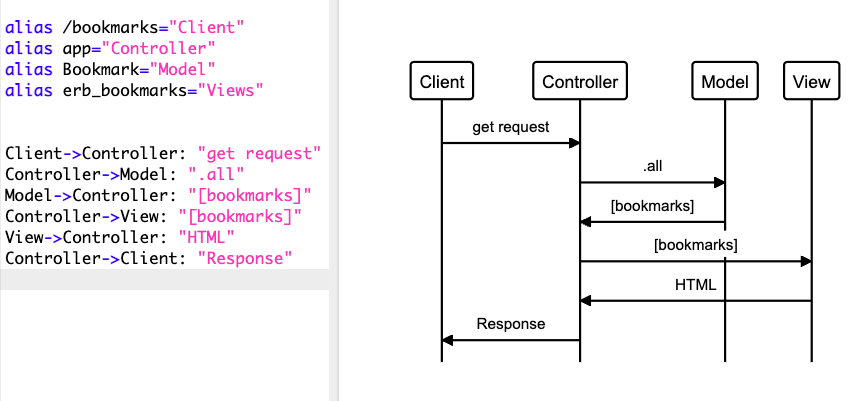 alias /bookmarks="Client"
alias app="Controller"
alias Bookmark="Model"
alias erb_bookmarks="Views"
Client->Controller: "get request"
Controller->Model: ".all"
Model->Controller: "[bookmarks]"
Controller->View: "[bookmarks]"
View->Controller: "HTML"
Controller->Client: "Response"
Client Controller Model View
get request
.all
[bookmarks]
[bookmarks]
HTML
Response